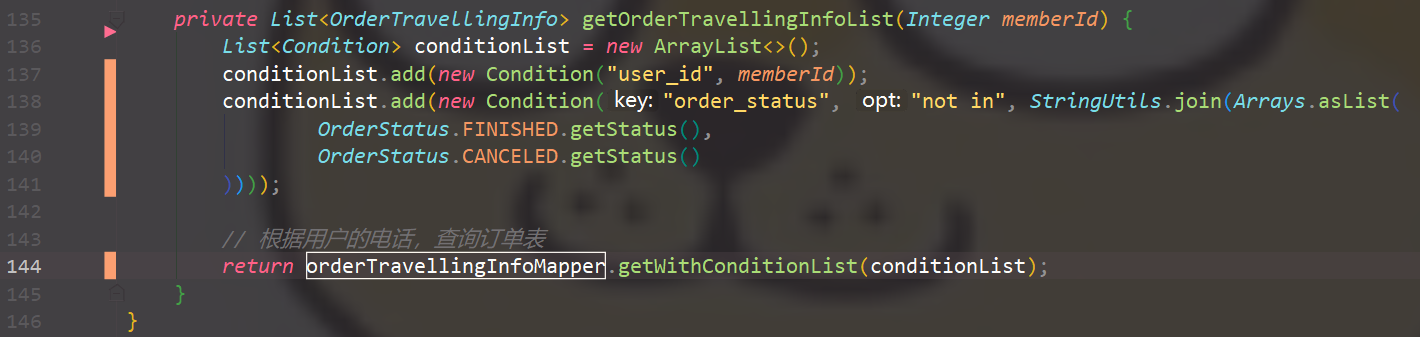 135 private List<OrderTravellingInfo> getOrderTravellingInfoList(Integer memberId) {
136 List<Condition> conditionList = new ArrayList<>();
137 conditionList.add(new Condition("user_id", memberId));
138 conditionList.add(new Condition( key: "order_status", opt: "not in", StringUtils.join(Arrays.asList(
139 OrderStatus.FINISHED.getStatus(),
140 OrderStatus.CANCELED.getStatus()
141 ))));
142
143 // 根据用户的电话，查询订单表
144 return orderTravellingInfoMapper.getWithConditionList(conditionList);
145 }
146 }